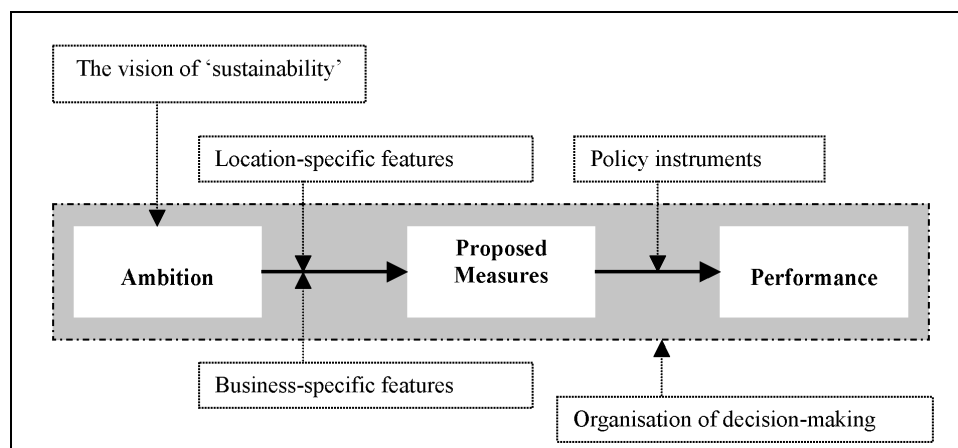 The vision of ‘sustainability’
Location-specific features
Policy instruments
Ambition
Proposed
Measures
Performance
Business-specific features
Organisation of decision-making